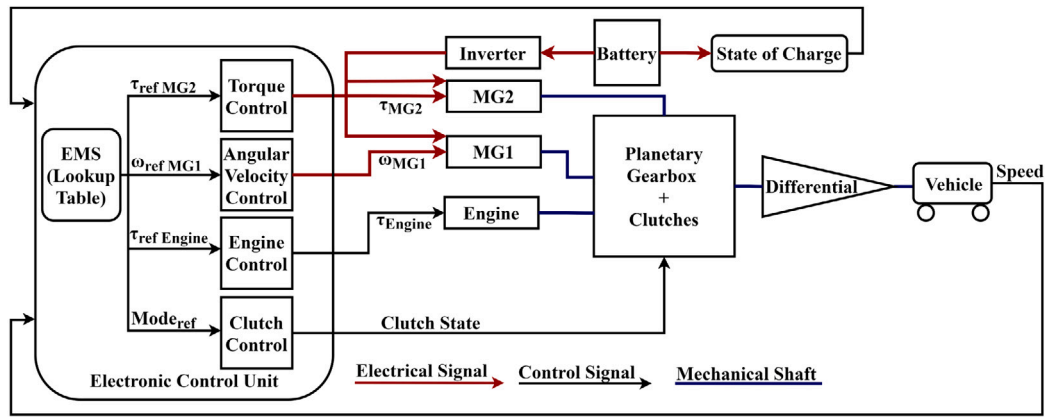 Inverter
Battery
State of Charge
τref MG2
Torque
Control
τMG2
MG2
EMS
(Lookup
Table)
ωref MG1
Angular
Velocity
Control
ωMG1
MG1
Planetary
Gearbox
+
Clutches
Differential
Vehicle
Speed
τref Engine
Engine
Control
τEngine
Engine
Moderef
Clutch
Control
Clutch State
Electronic Control Unit
Electrical Signal
Control Signal
Mechanical Shaft